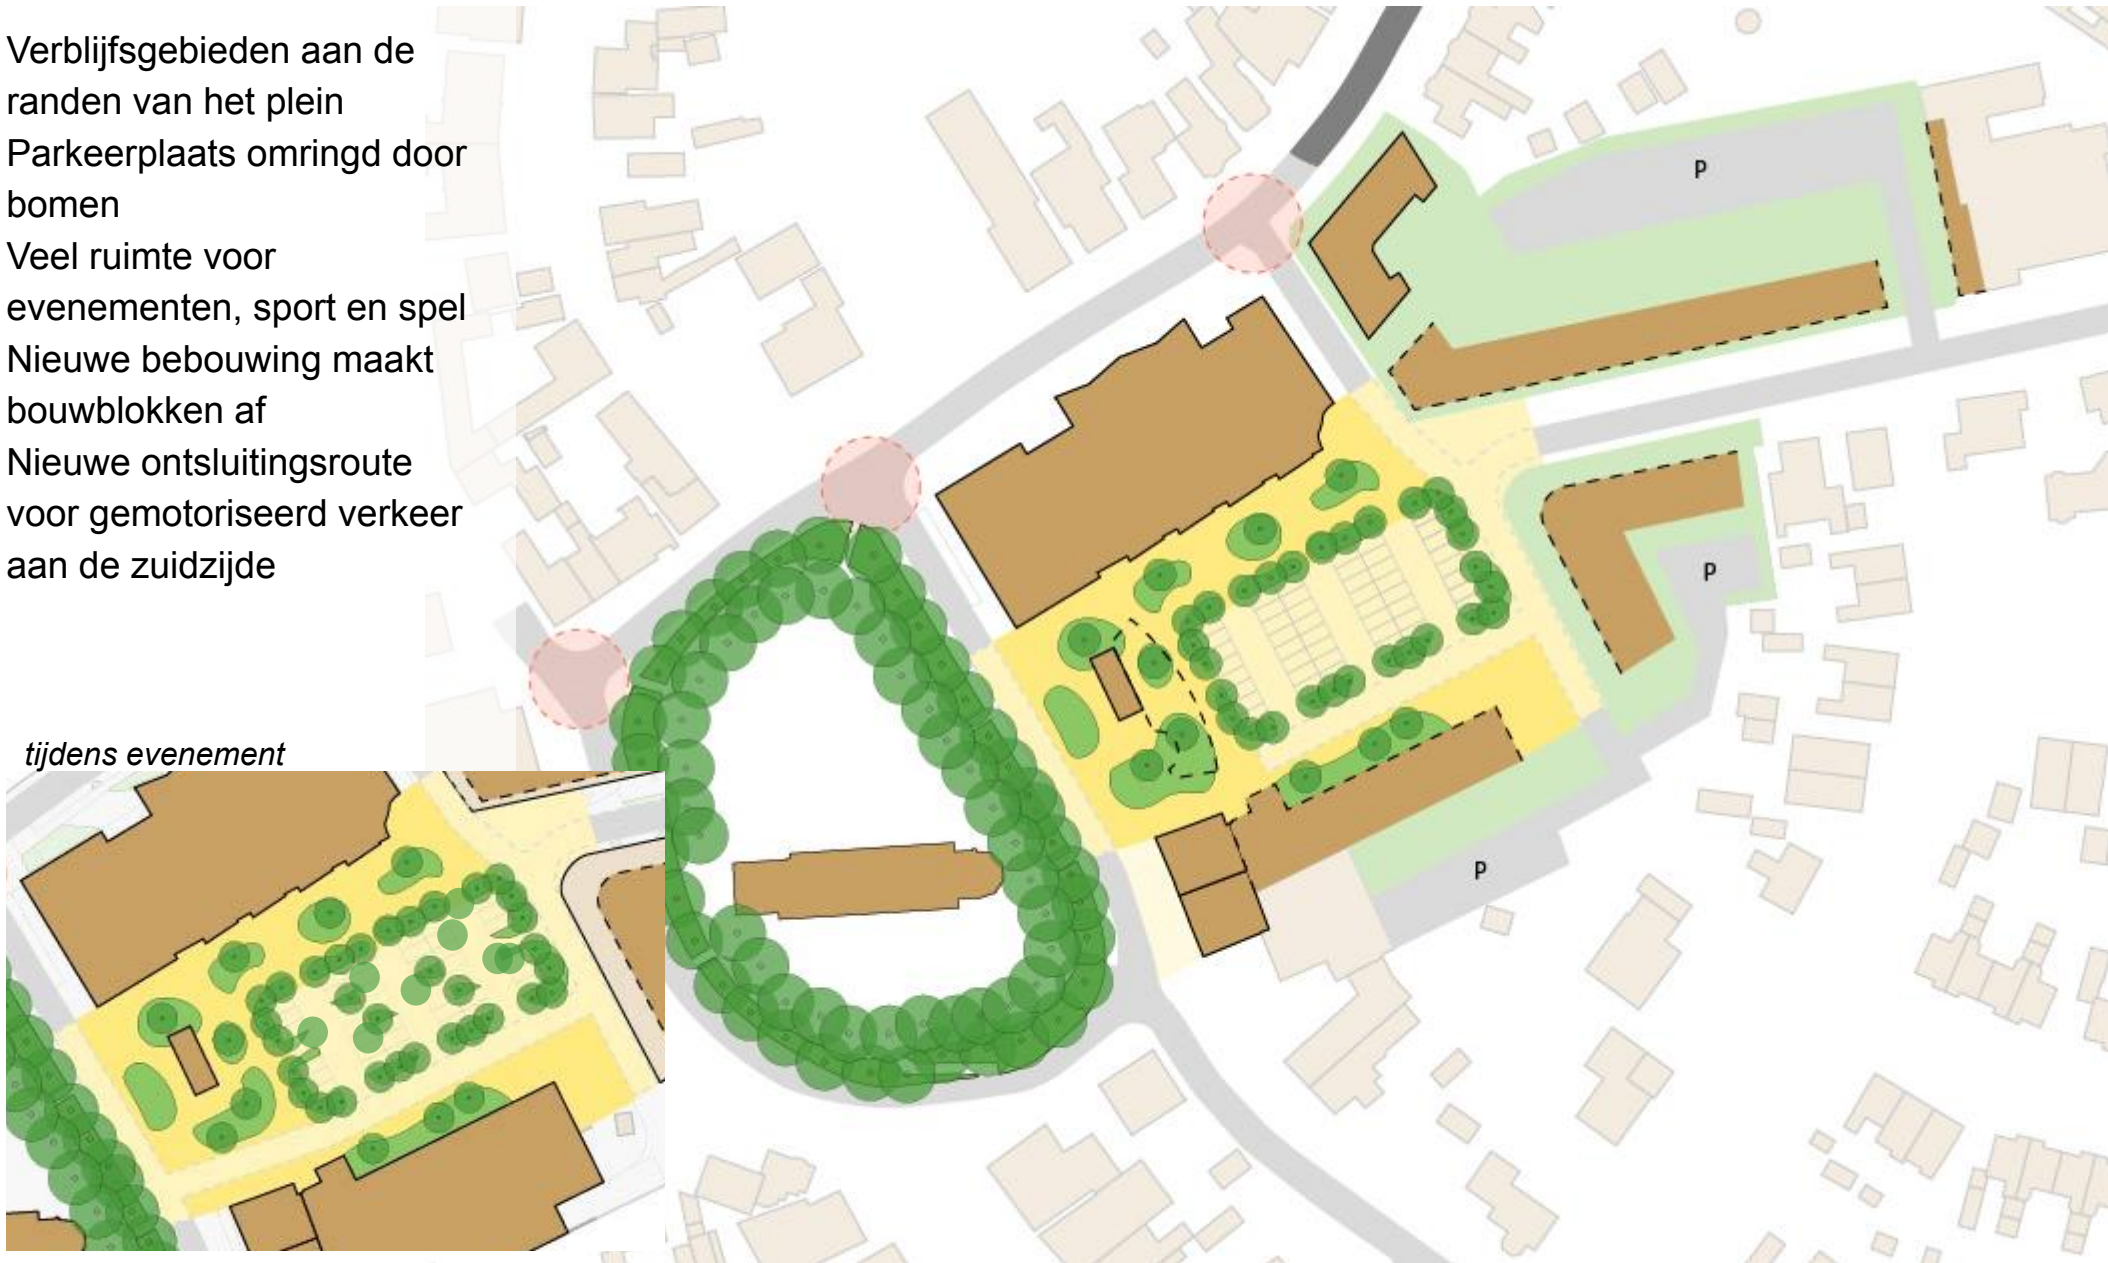 Verblijfsgebieden aan de
randen van het plein
Parkeerplaats omringd door
bomen
Veel ruimte voor
evenementen, sport en spel
Nieuwe bebouwing maakt
bouwblokken af
Nieuwe ontsluitingsroute
voor gemotoriseerd verkeer
aan de zuidzijde
tijdens evenement
P
P
P